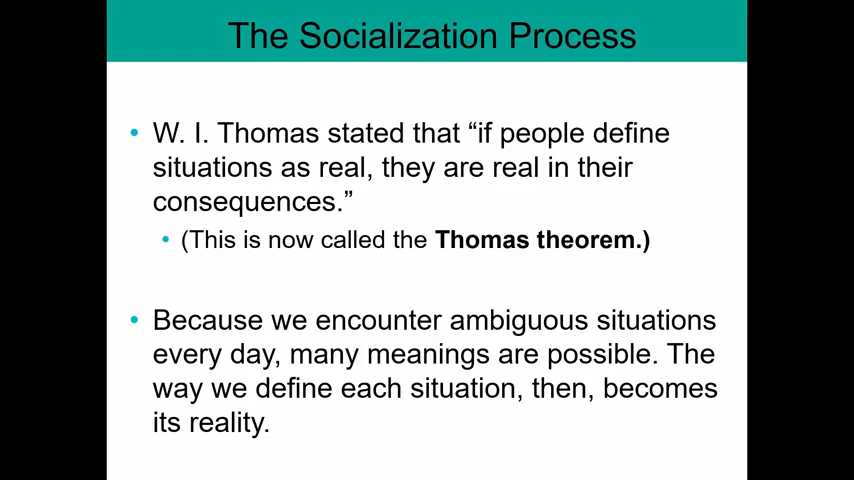 The Socialization Process
• W. I. Thomas stated that “if people define
situations as real, they are real in their
consequences.”
• (This is now called the Thomas theorem.)
• Because we encounter ambiguous situations
every day, many meanings are possible. The
way we define each situation, then, becomes
its reality.